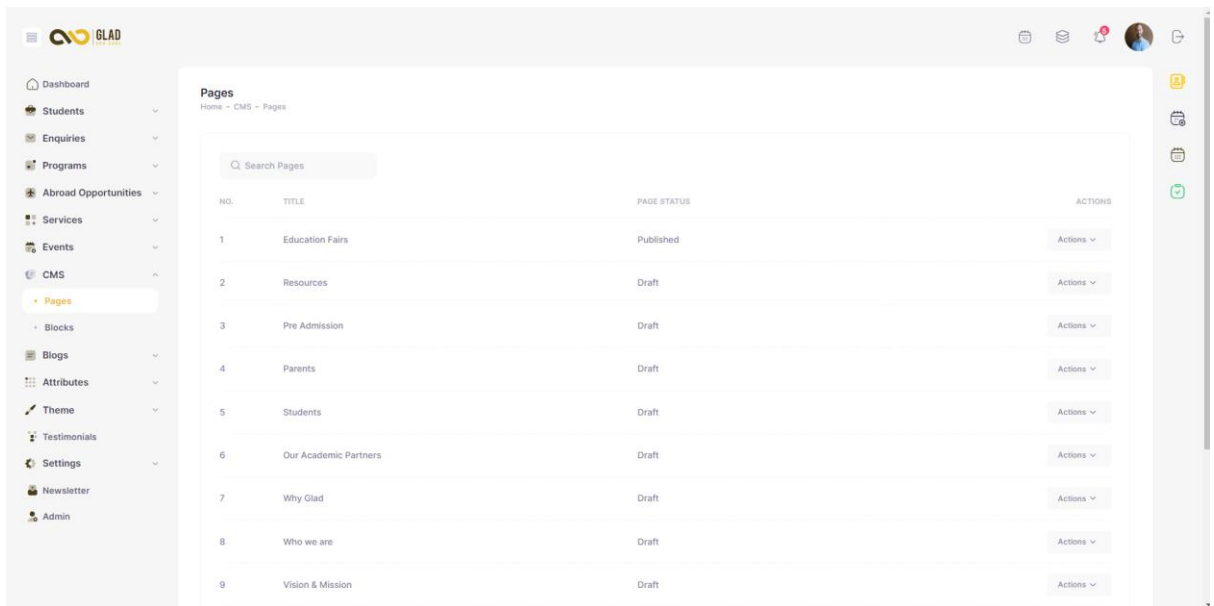 GLAD
5
Dashboard
Students
Enquiries
Programs
Abroad Opportunities
Services
Events
CMS
Pages
Blocks
Blogs
Attributes
Theme
Testimonials
Settings
Newsletter
Admin
Pages
Home - CMS - Pages
Search Pages
NO. TITLE PAGE STATUS ACTIONS
1 Education Fairs Published Actions
2 Resources Draft Actions
3 Pre Admission Draft Actions
4 Parents Draft Actions
5 Students Draft Actions
6 Our Academic Partners Draft Actions
7 Why Glad Draft Actions
8 Who we are Draft Actions
9 Vision & Mission Draft Actions